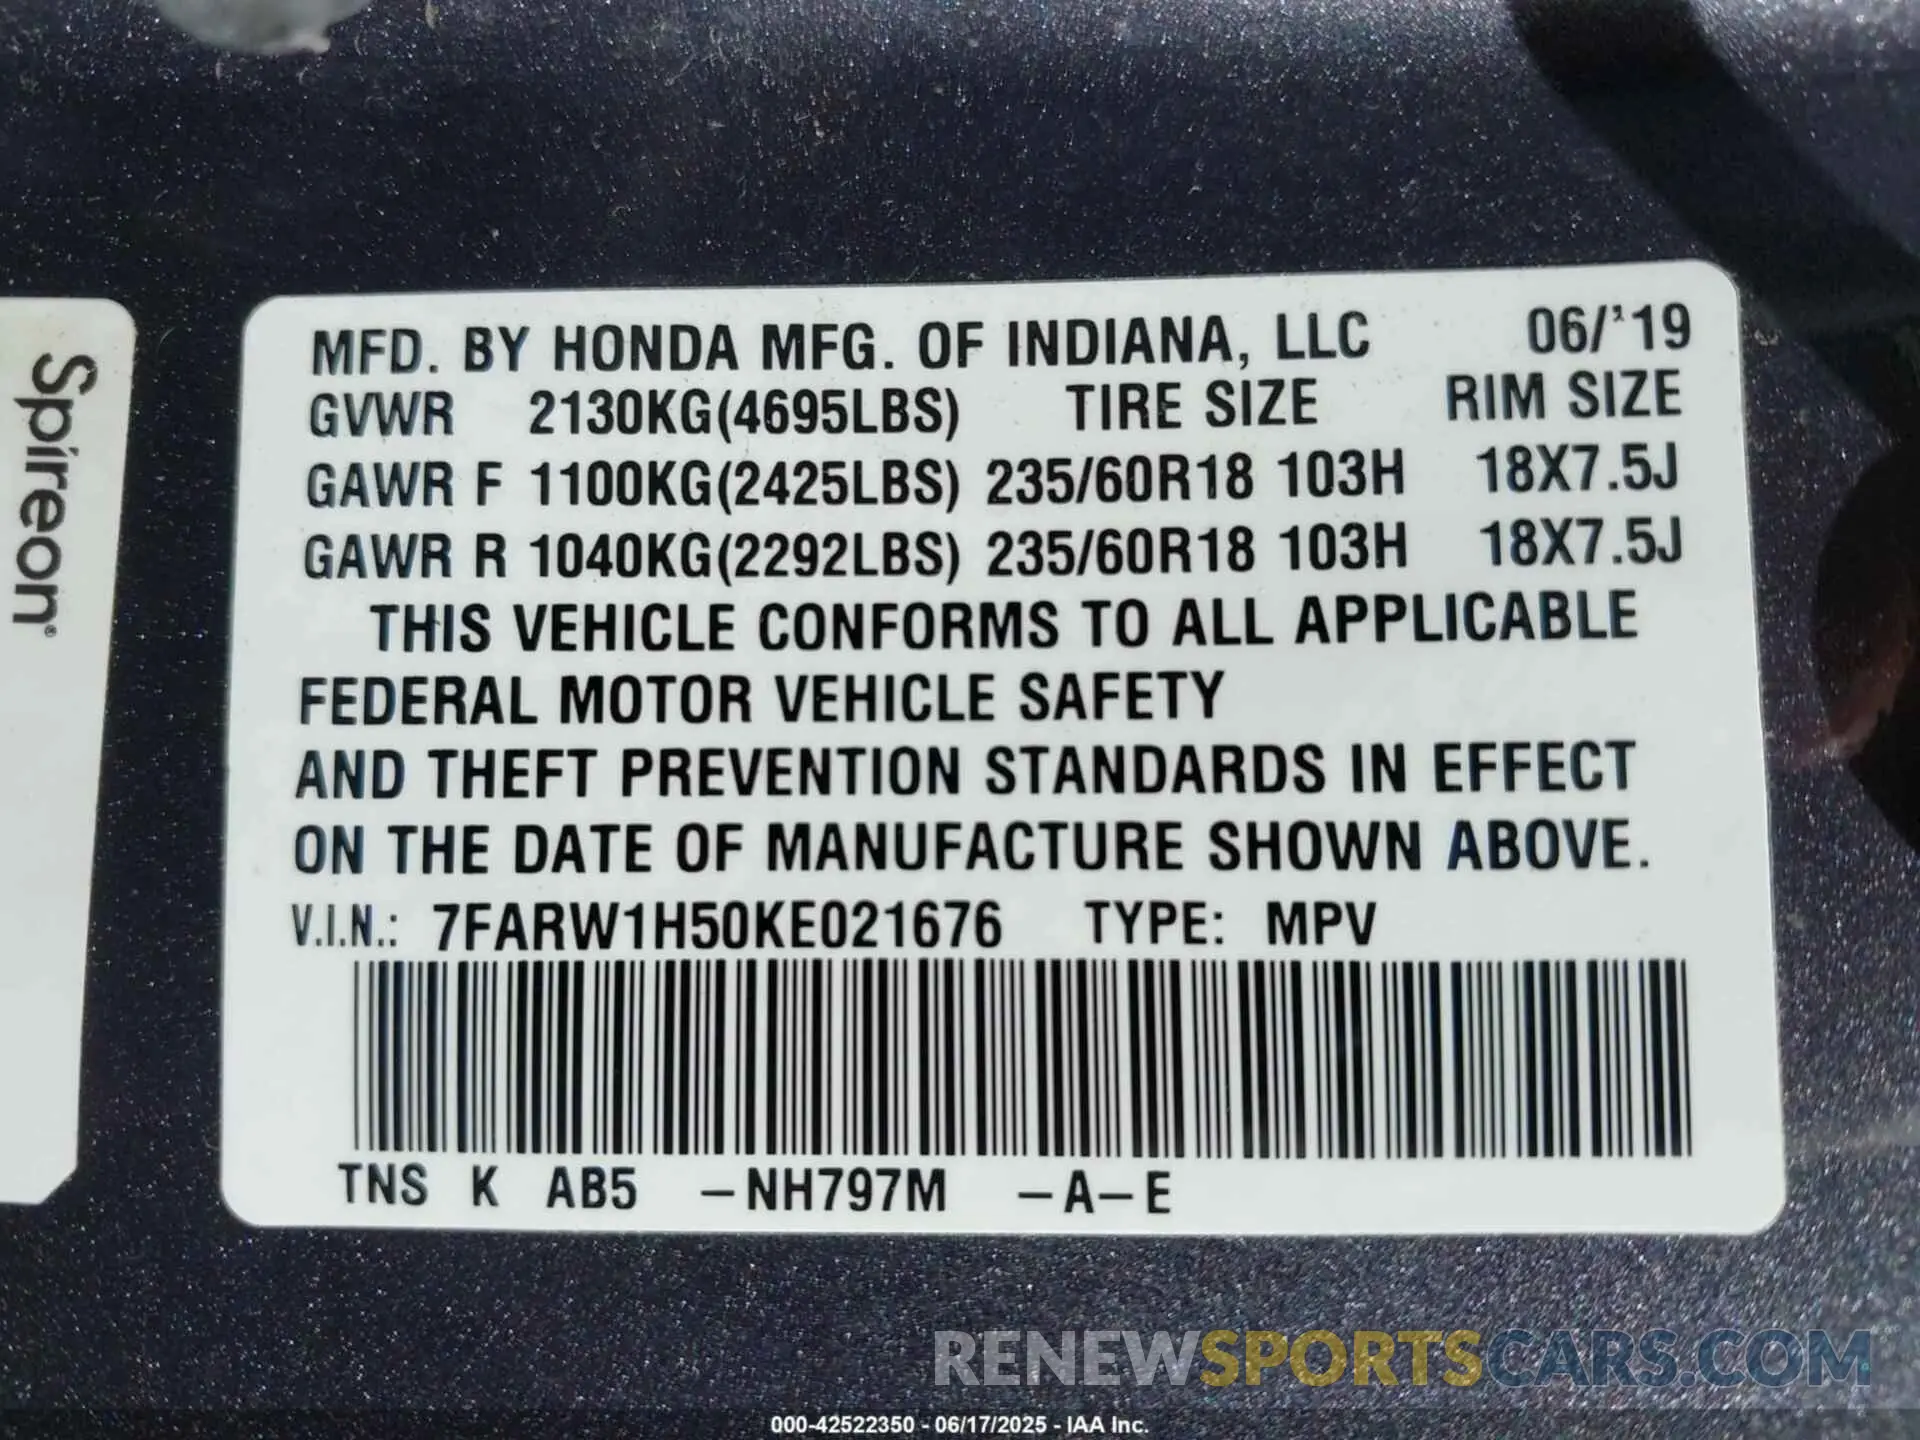 MFD. BY HONDA MFG. OF INDIANA, LLC 06/'19
GVWR 2130KG(4695LBS) TIRE SIZE RIM SIZE
GAWR F 1100KG(2425LBS) 235/60R18 103H 18X7.5J
GAWR R 1040KG(2292LBS) 235/60R18 103H 18X7.5J
THIS VEHICLE CONFORMS TO ALL APPLICABLE
FEDERAL MOTOR VEHICLE SAFETY
AND THEFT PREVENTION STANDARDS IN EFFECT
ON THE DATE OF MANUFACTURE SHOWN ABOVE.
V.I.N.: 7FARW1H50KE021676 TYPE: MPV
TNS K AB5 -NH797M -A-E
Spireon®
RENEWSPORTSCARS.COM
000-42522350 - 06/17/2025 - IAA Inc.